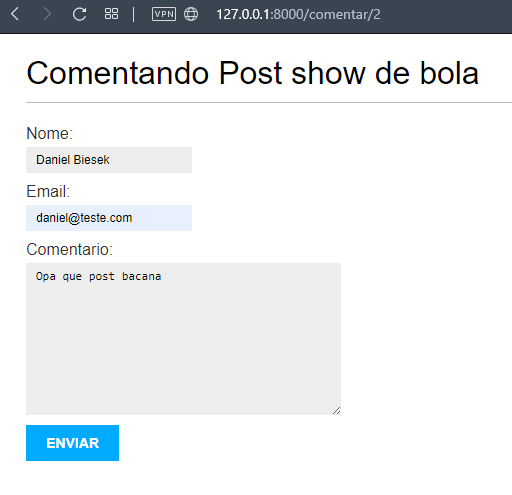 VPN 127.0.0.1:8000/comentar/2
Comentando Post show de bola
Nome:
Daniel Biesek
Email:
daniel@teste.com
Comentario:
Opa que post bacana
ENVIAR